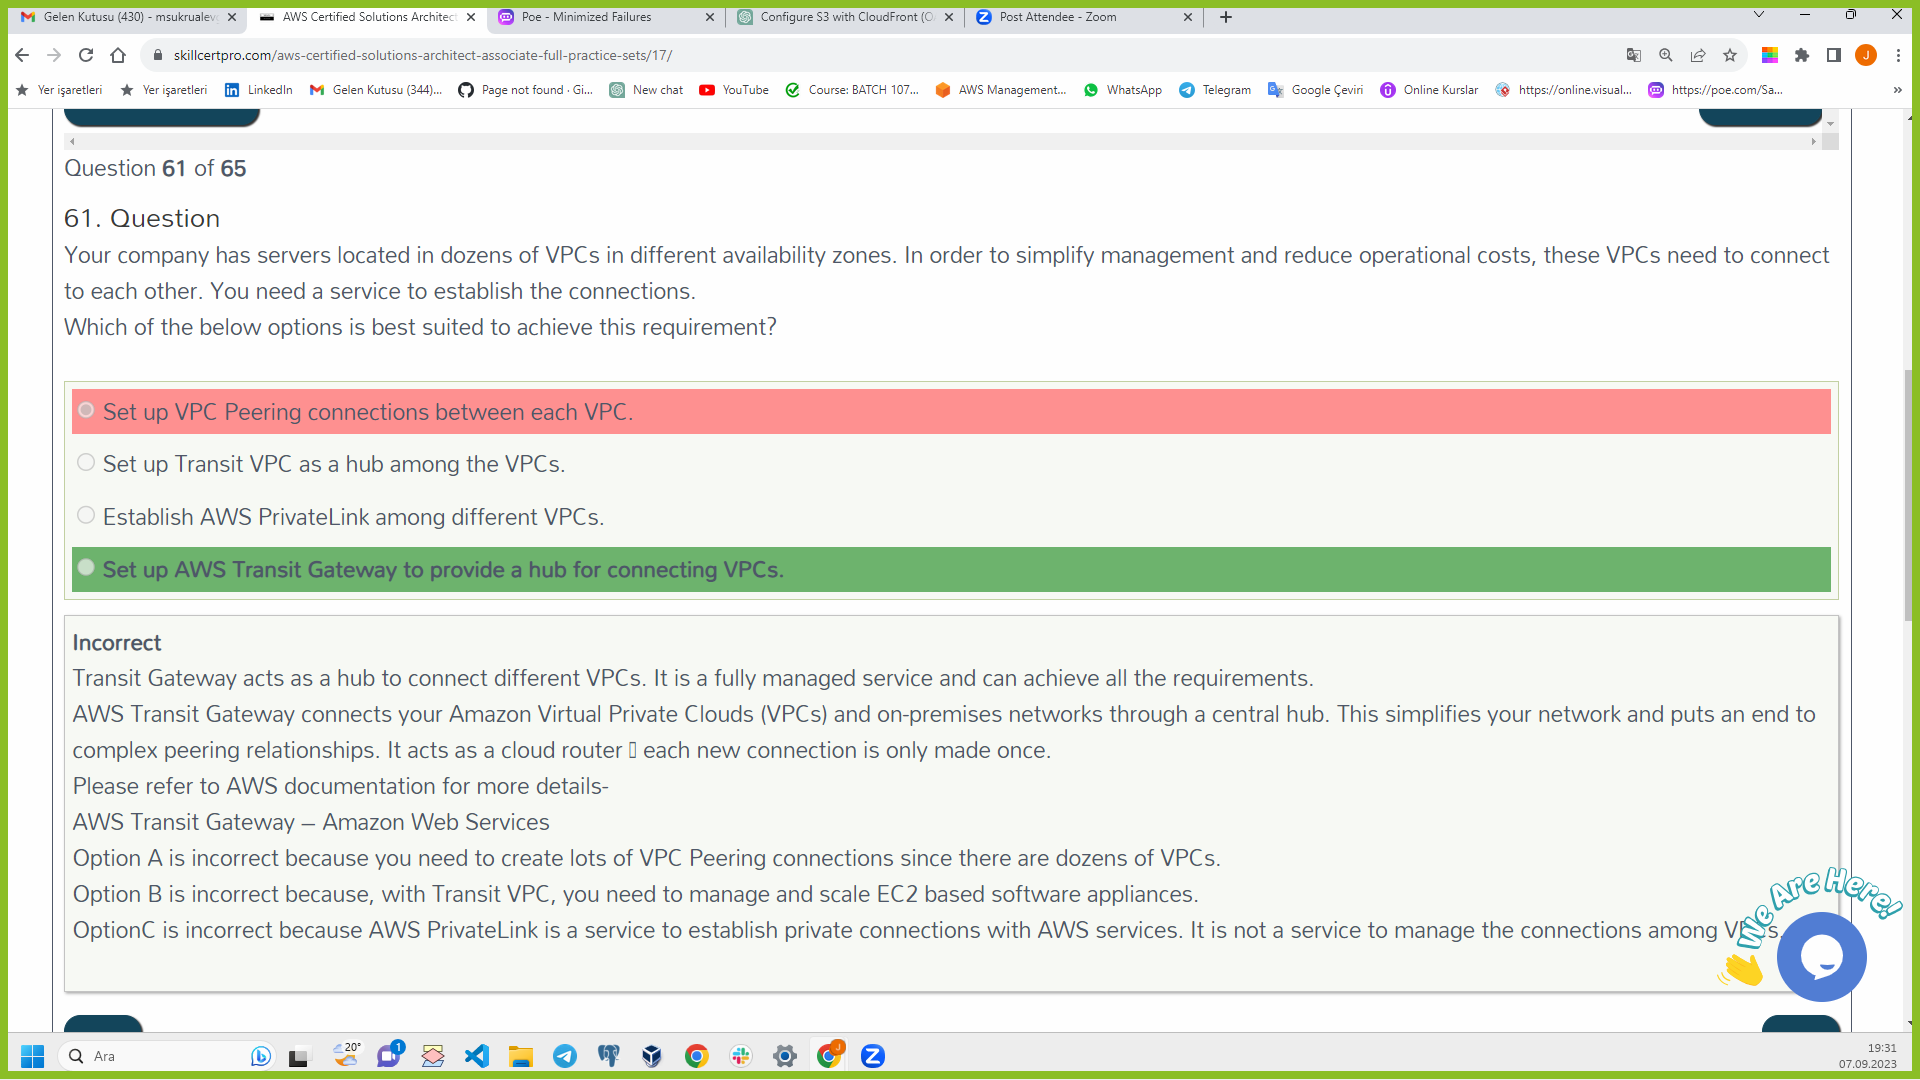 Gelen Kutusu (430) - msukrualev
AWS Certified Solutions Architect
Poe - Minimized Failures
Configure S3 with CloudFront (O
Post Attendee - Zoom
skillcertpro.com/aws-certified-solutions-architect-associate-full-practice-sets/17/
J
Yer işaretleri
Yer işaretleri
LinkedIn
Gelen Kutusu (344)...
Page not found · Gi...
New chat
YouTube
Course: BATCH 107...
AWS Management...
WhatsApp
Telegram
Google Çeviri
Online Kurslar
https://online.visual...
https://poe.com/Sa...
Question 61 of 65
61. Question
Your company has servers located in dozens of VPCs in different availability zones. In order to simplify management and reduce operational costs, these VPCs need to connect
to each other. You need a service to establish the connections.
Which of the below options is best suited to achieve this requirement?
Set up VPC Peering connections between each VPC.
Set up Transit VPC as a hub among the VPCs.
Establish AWS PrivateLink among different VPCs.
Set up AWS Transit Gateway to provide a hub for connecting VPCs.
Incorrect
Transit Gateway acts as a hub to connect different VPCs. It is a fully managed service and can achieve all the requirements.
AWS Transit Gateway connects your Amazon Virtual Private Clouds (VPCs) and on-premises networks through a central hub. This simplifies your network and puts an end to
complex peering relationships. It acts as a cloud router each new connection is only made once.
Please refer to AWS documentation for more details-
AWS Transit Gateway – Amazon Web Services
Option A is incorrect because you need to create lots of VPC Peering connections since there are dozens of VPCs.
Option B is incorrect because, with Transit VPC, you need to manage and scale EC2 based software appliances.
OptionC is incorrect because AWS PrivateLink is a service to establish private connections with AWS services. It is not a service to manage the connections among
We Are Here!
Ara
20°
1
J
19:31
07.09.2023